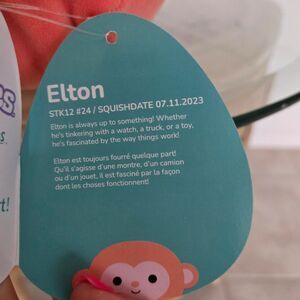 Elton
STK12 #24 / SQUISHDATE 07.11.2023
Elton is always up to something! Whether
he's tinkering with a watch, a truck, or a toy,
he's fascinated by the way things work!
Elton est toujours fourré quelque part!
Qu'il s'agisse d'une montre, d'un camion
ou d'un jouet, il est fasciné par la façon
dont les choses fonctionnent!